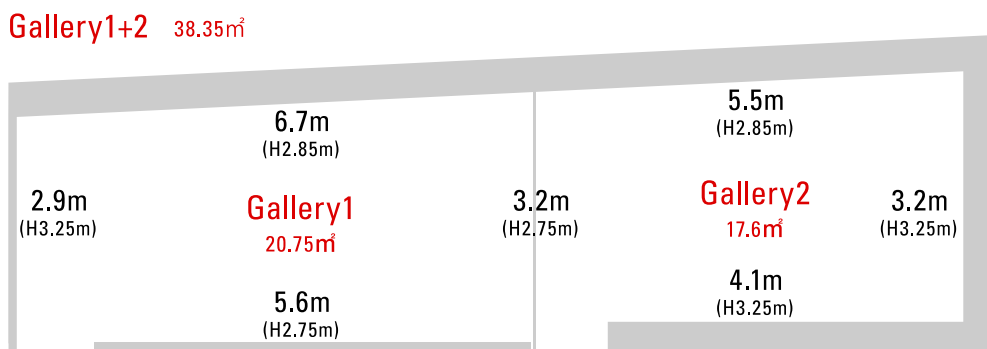 Gallery1+2 38.35㎡
6.7m
(H2.85m)
5.5m
(H2.85m)
2.9m
(H3.25m)
Gallery1
20.75㎡
3.2m
(H2.75m)
Gallery2
17.6㎡
3.2m
(H3.25m)
5.6m
(H2.75m)
4.1m
(H3.25m)